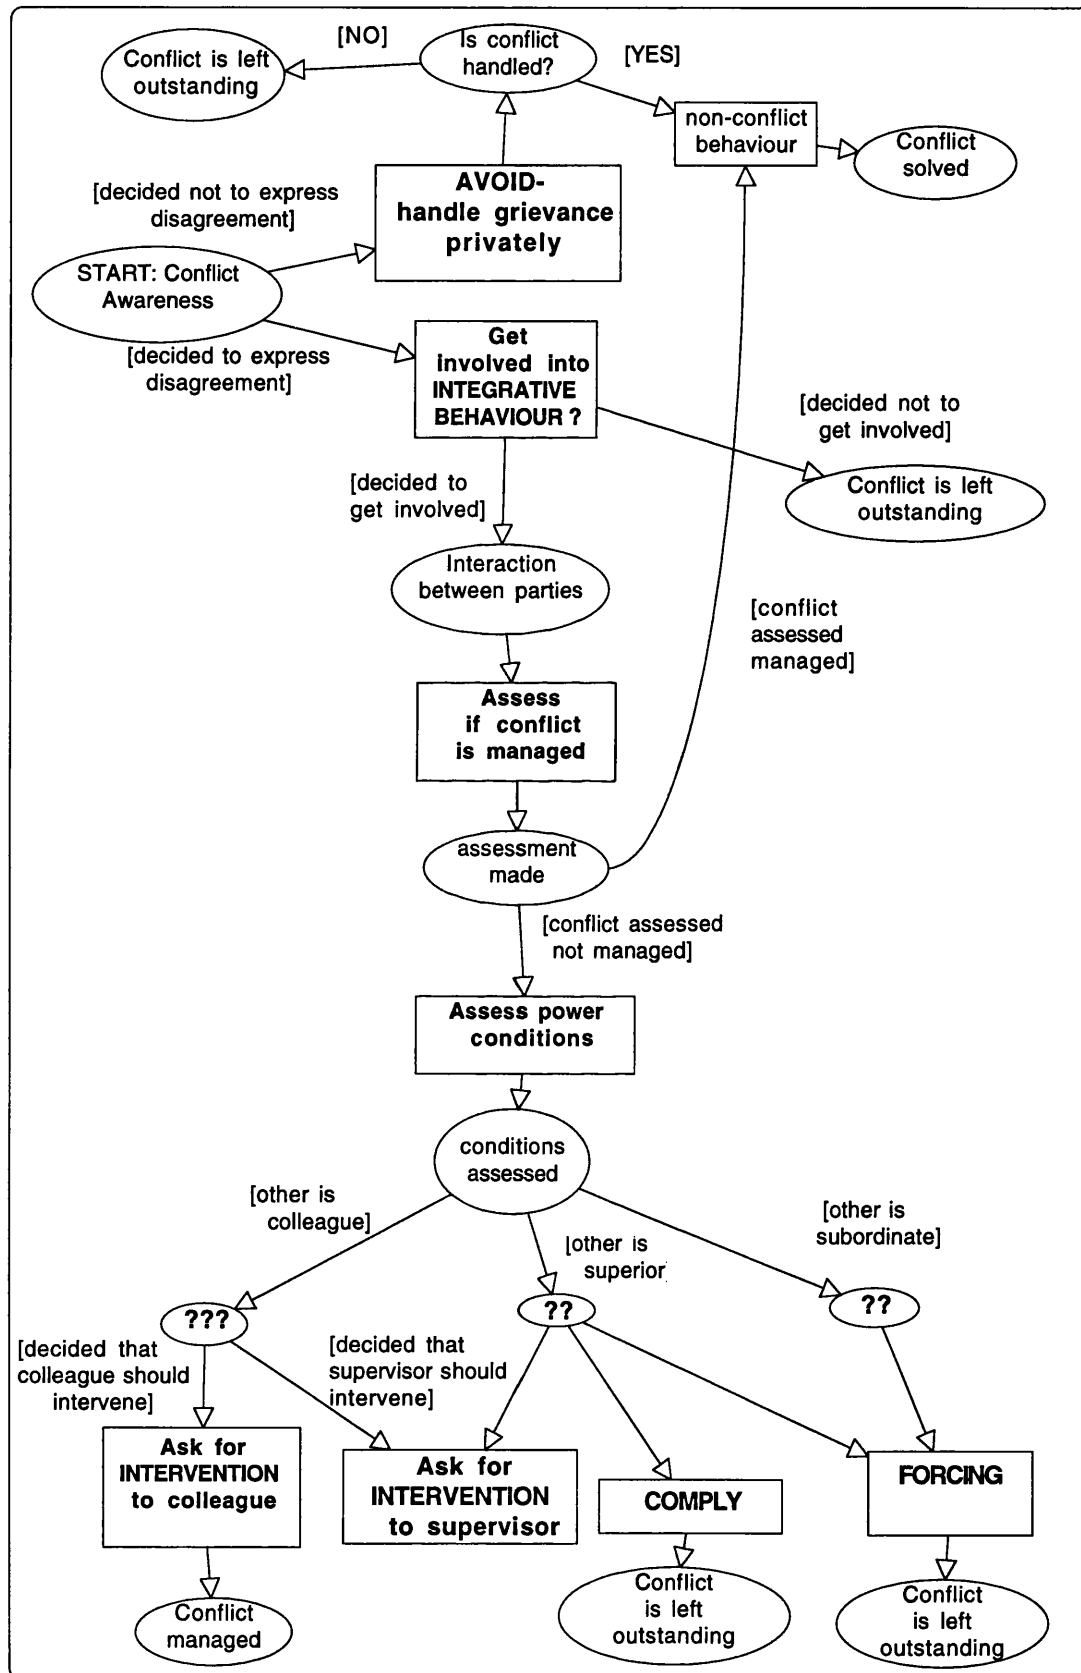 [NO]
Is conflict
handled?
[YES]
Conflict is left
outstanding
non-conflict
behaviour
Conflict
solved
[decided not to express
disagreement]
AVOID-
handle grievance
privately
START: Conflict
Awareness
[decided to express
disagreement]
Get
involved into
INTEGRATIVE
BEHAVIOUR ?
[decided not to
get involved]
[decided to
get involved]
Conflict is left
outstanding
Interaction
between parties
[conflict
assessed
managed]
Assess
if conflict
is managed
assessment
made
[conflict assessed
not managed]
Assess power
conditions
conditions
assessed
[other is
colleague]
[other is
superior
[other is
subordinate]
???
??
??
[decided that
colleague should
intervene]
[decided that
supervisor should
intervene]
Ask for
INTERVENTION
to colleague
Ask for
INTERVENTION
to supervisor
COMPLY
FORCING
Conflict
managed
Conflict
is left
outstanding
Conflict
is left
outstanding